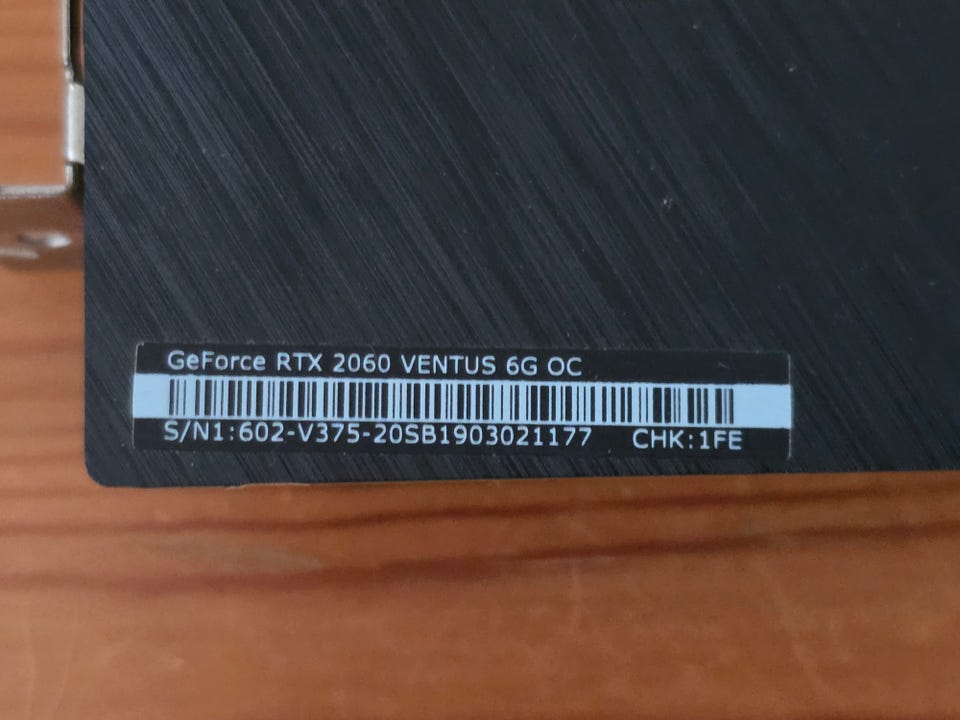 GeForce RTX 2060 VENTUS 6G OC
S/N1:602-V375-20SB1903021177 CHK:1FE